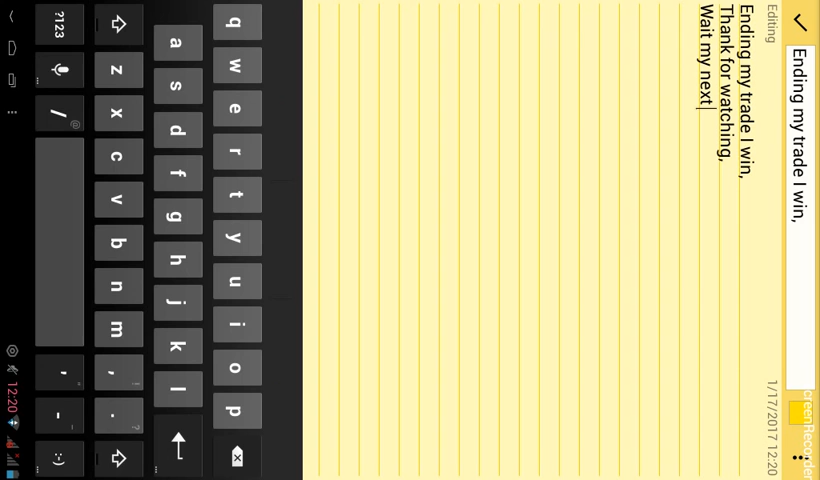 Ending my trade I win,
creenRecorder
Editing
1/17/2017 12:20
Ending my trade I win,
Thank for watching,
Wait my next
q w e r t y u i o p
a s d f g h j k l
z x c v b n m , ! . ?
?123 / @ ' " - _ :-)
12:20